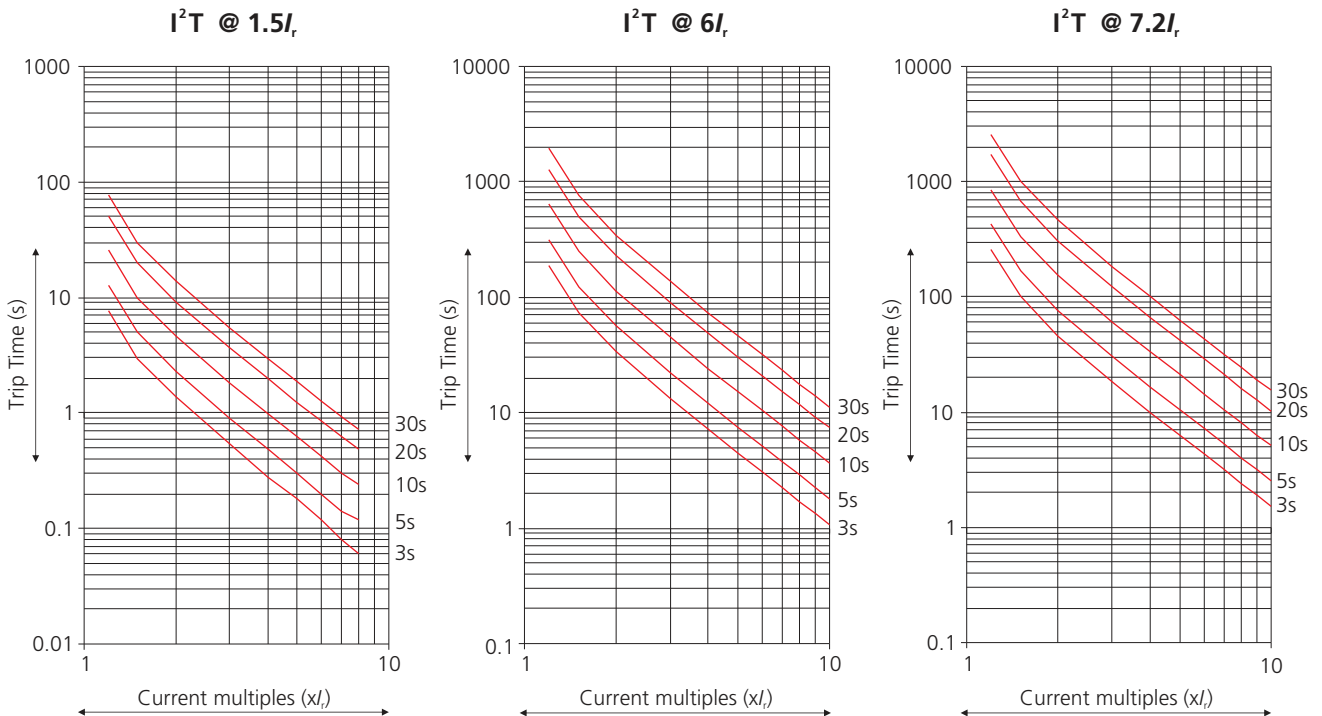 I²T @ 1.5Iᵣ
1000
100
10
1
0.1
0.01
Trip Time (s)
30s
20s
10s
5s
3s
1
10
Current multiples (xIᵣ)
I²T @ 6Iᵣ
10000
1000
100
10
1
0.1
Trip Time (s)
30s
20s
10s
5s
3s
1
10
Current multiples (xIᵣ)
I²T @ 7.2Iᵣ
10000
1000
100
10
1
0.1
Trip Time (s)
30s
20s
10s
5s
3s
1
10
Current multiples (xIᵣ)